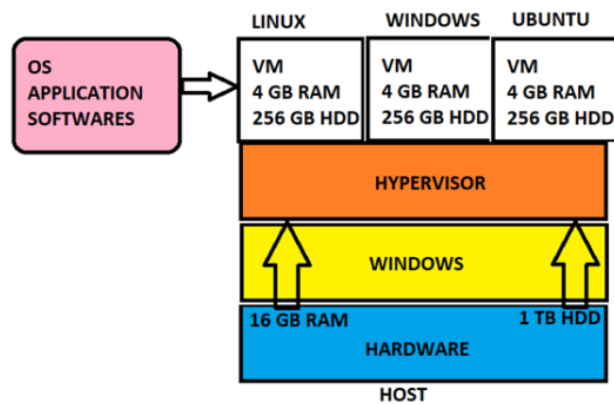 LINUX
WINDOWS
UBUNTU
OS
APPLICATION
SOFTWARES
VM
4 GB RAM
256 GB HDD
VM
4 GB RAM
256 GB HDD
VM
4 GB RAM
256 GB HDD
HYPERVISOR
WINDOWS
16 GB RAM
1 TB HDD
HARDWARE
HOST